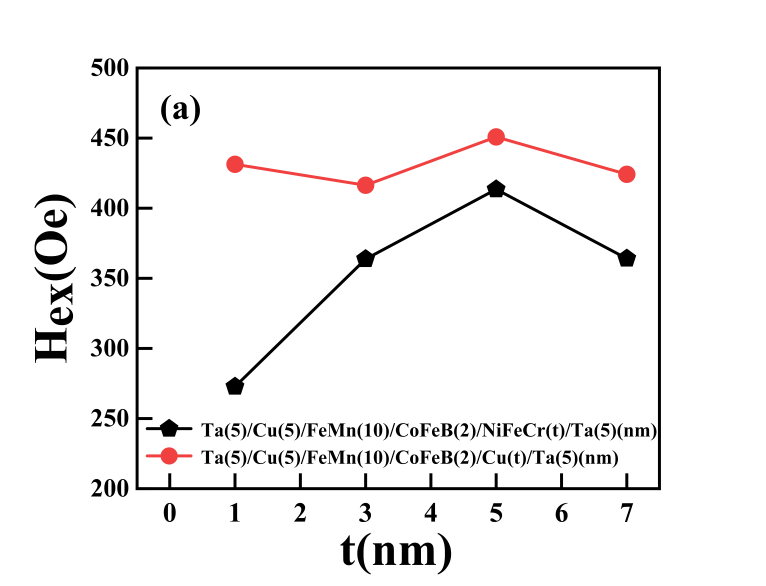 (a)
500
450
400
350
300
250
200
Hex(Oe)
Ta(5)/Cu(5)/FeMn(10)/CoFeB(2)/NiFeCr(t)/Ta(5)(nm)
Ta(5)/Cu(5)/FeMn(10)/CoFeB(2)/Cu(t)/Ta(5)(nm)
0 1 2 3 4 5 6 7
t(nm)